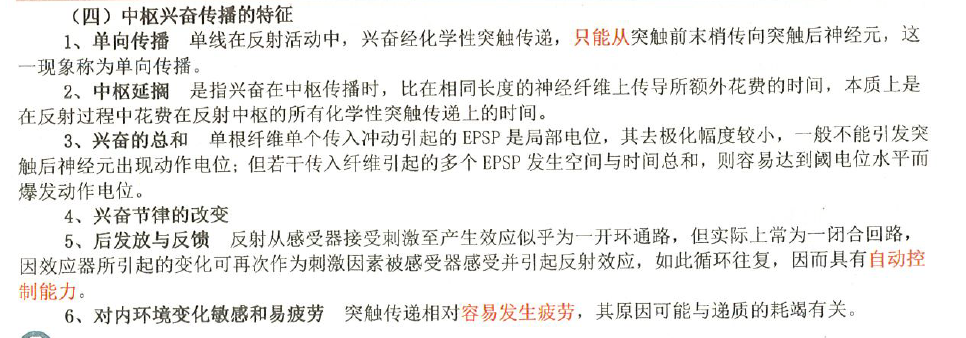 （四）中枢兴奋传播的特征
1、单向传播 单线在反射活动中，兴奋经化学性突触传递，只能从突触前末梢传向突触后神经元，这
一现象称为单向传播。
2、中枢延搁 是指兴奋在中枢传播时，比在相同长度的神经纤维上传导所额外花费的时间，本质上是
在反射过程中花费在反射中枢的所有化学性突触传递上的时间。
3、兴奋的总和 单根纤维单个传入冲动引起的 EPSP 是局部电位，其去极化幅度较小，一般不能引发突
触后神经元出现动作电位；但若干传入纤维引起的多个 EPSP 发生空间与时间总和，则容易达到阈电位水平而
爆发动作电位。
4、兴奋节律的改变
5、后发放与反馈 反射从感受器接受刺激至产生效应似乎为一开环通路，但实际上常为一闭合回路，
因效应器所引起的变化可再次作为刺激因素被感受器感受并引起反射效应，如此循环往复，因而具有自动控
制能力。
6、对内环境变化敏感和易疲劳 突触传递相对容易发生疲劳，其原因可能与递质的耗竭有关。